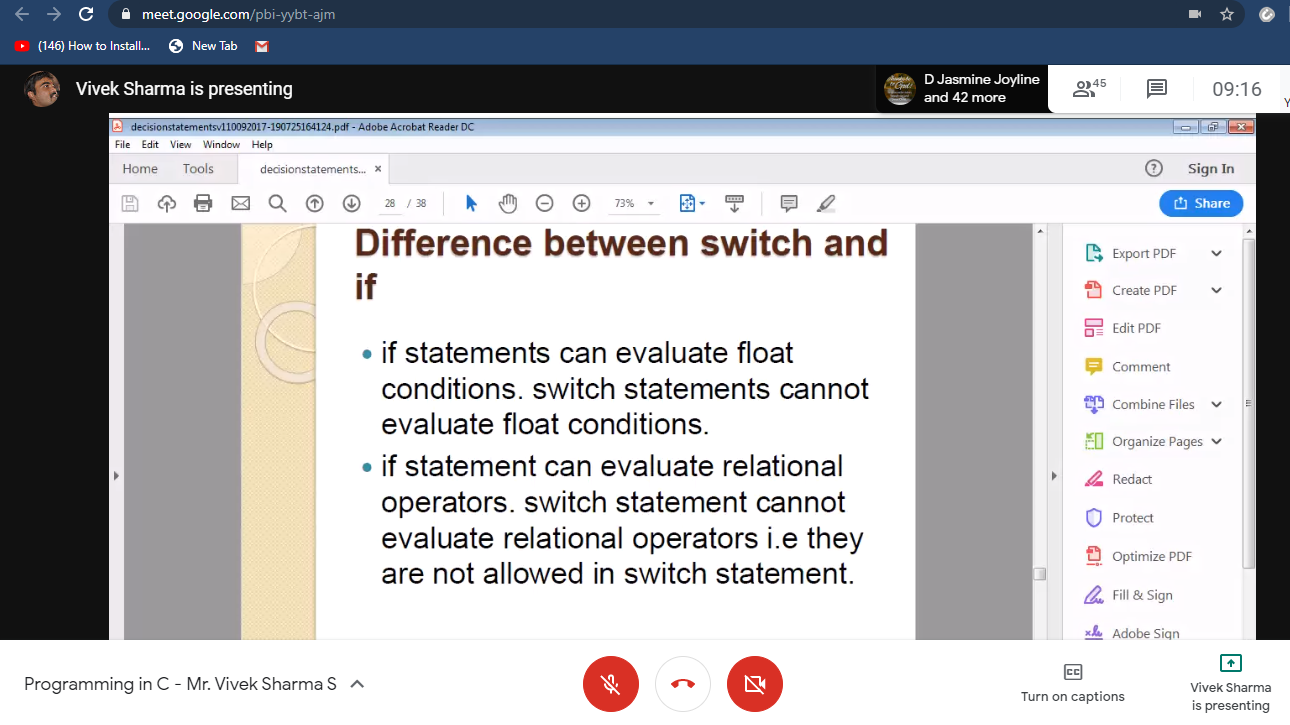 meet.google.com/pbi-yybt-ajm
(146) How to Install...
New Tab
Vivek Sharma is presenting
D Jasmine Joyline
and 42 more
45
09:16
Y
decisionstatementsv110092017-190725164124.pdf - Adobe Acrobat Reader DC
File Edit View Window Help
Home Tools decisionstatements... ×
Sign In
28 / 38
73%
Share
Difference between switch and
if
• if statements can evaluate float
conditions. switch statements cannot
evaluate float conditions.
• if statement can evaluate relational
operators. switch statement cannot
evaluate relational operators i.e they
are not allowed in switch statement.
Export PDF
Create PDF
Edit PDF
Comment
Combine Files
Organize Pages
Redact
Protect
Optimize PDF
Fill & Sign
Adobe Sign
Programming in C - Mr. Vivek Sharma S
Turn on captions
Vivek Sharma
is presenting